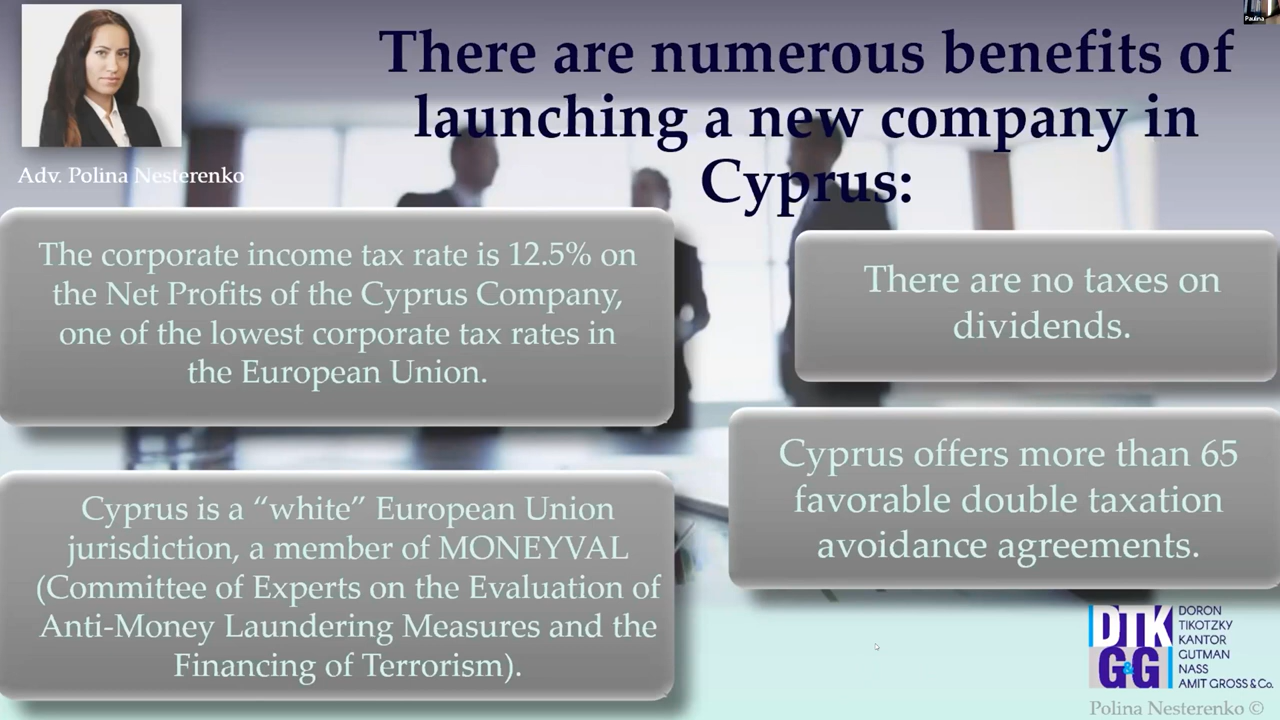 Paulina
There are numerous benefits of
launching a new company in
Cyprus:
Adv. Polina Nesterenko
The corporate income tax rate is 12.5% on
the Net Profits of the Cyprus Company,
one of the lowest corporate tax rates in
the European Union.
There are no taxes on
dividends.
Cyprus is a “white” European Union
jurisdiction, a member of MONEYVAL
(Committee of Experts on the Evaluation of
Anti-Money Laundering Measures and the
Financing of Terrorism).
Cyprus offers more than 65
favorable double taxation
avoidance agreements.
DTK
G&G
DORON
TIKOTZKY
KANTOR
GUTMAN
NASS
AMIT GROSS & Co.
Polina Nesterenko ©